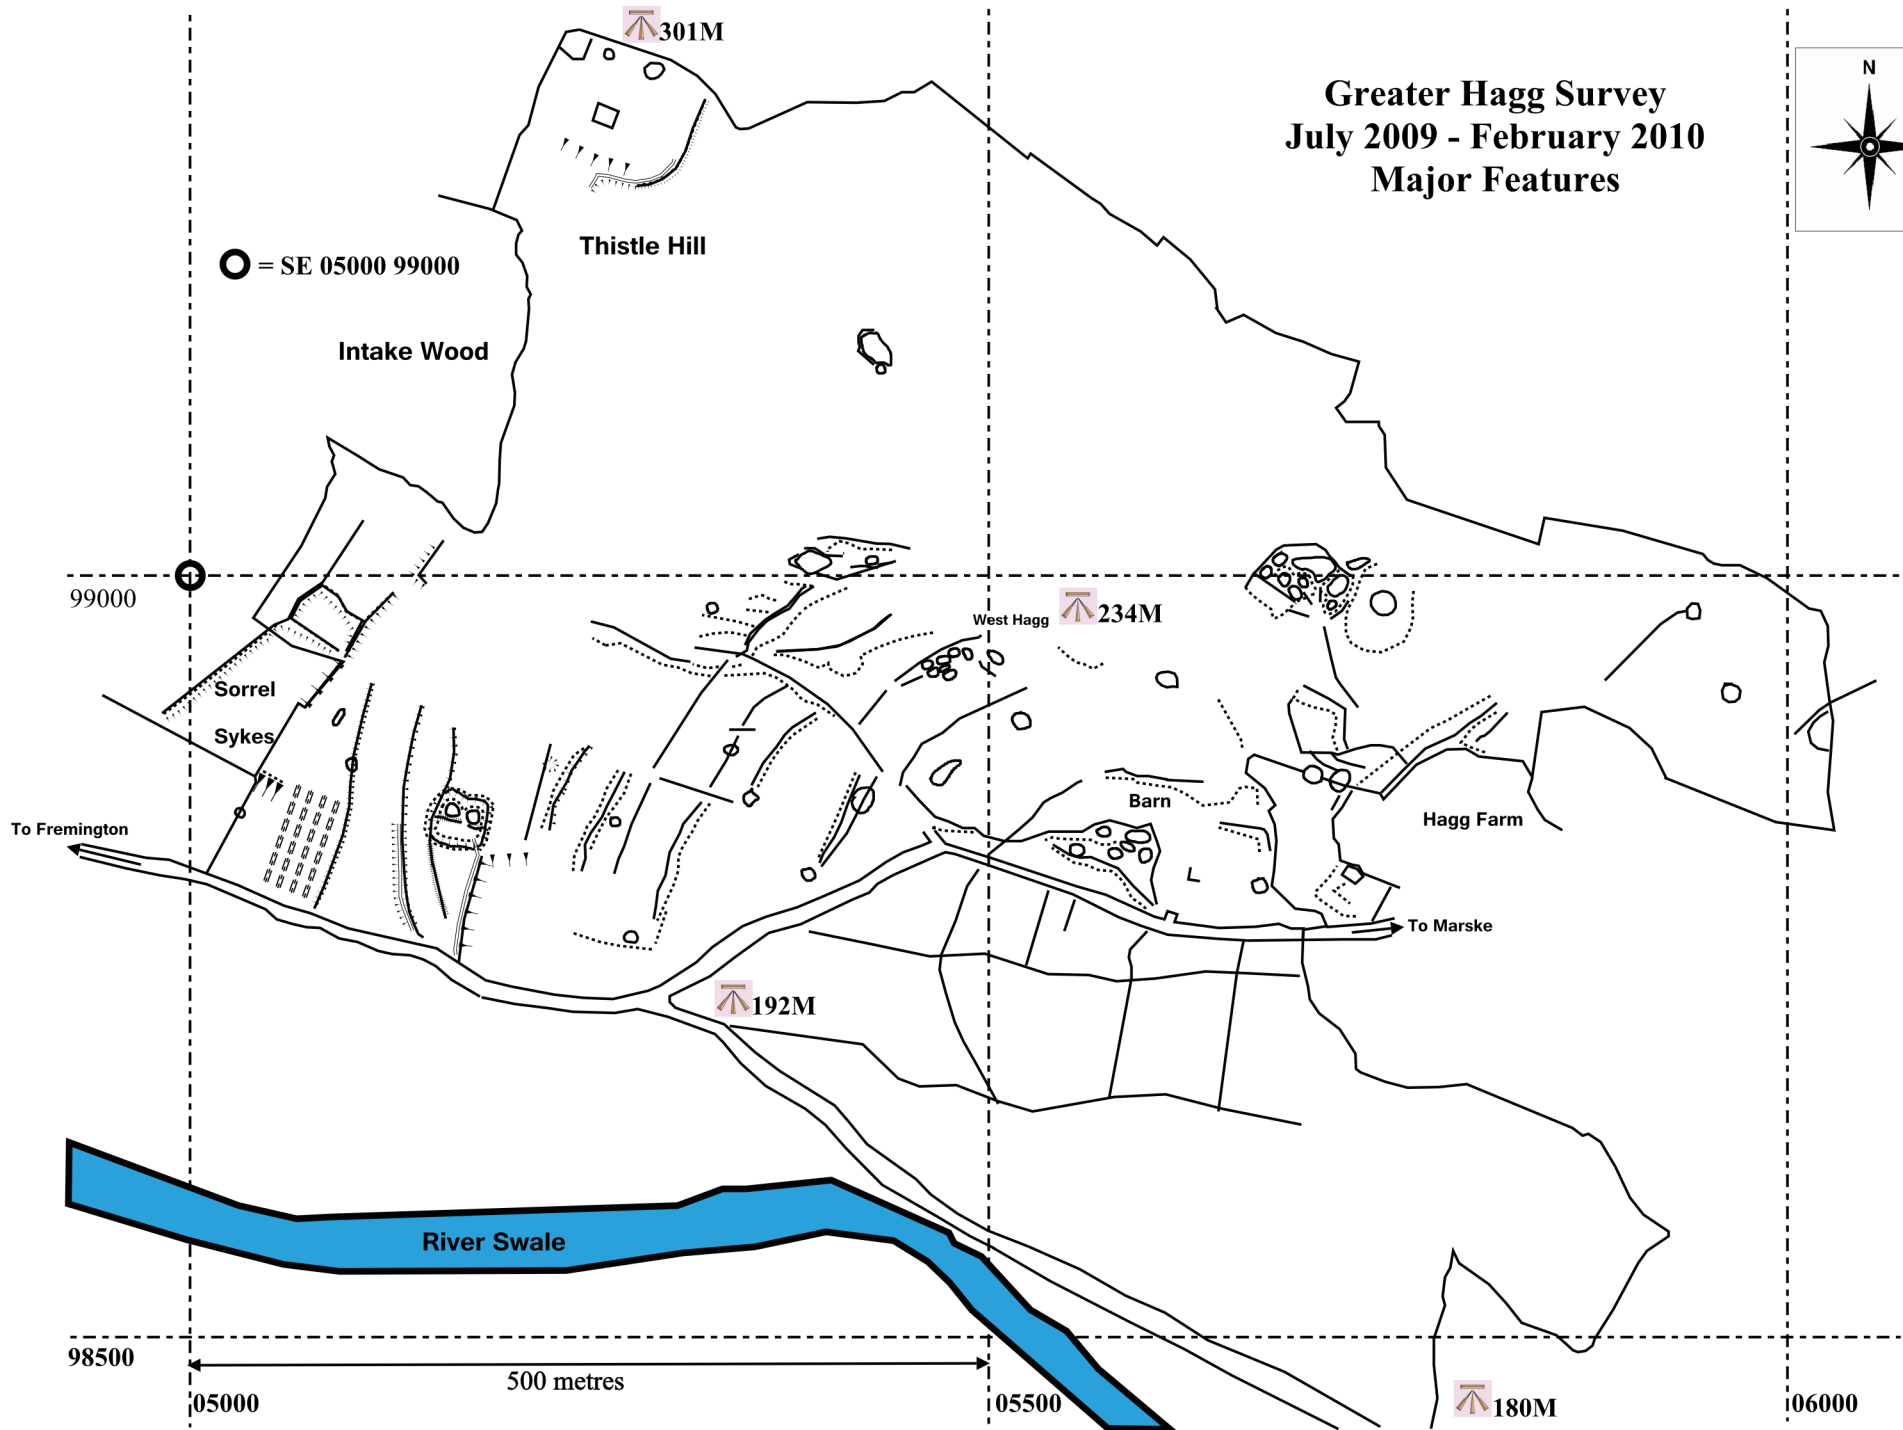 301M
N
Greater Hagg Survey
July 2009 - February 2010
Major Features
Thistle Hill
= SE 05000 99000
Intake Wood
99000
West Hagg
234M
Sorrel
Sykes
Barn
Hagg Farm
To Fremington
To Marske
192M
River Swale
98500
500 metres
05000
05500
180M
06000